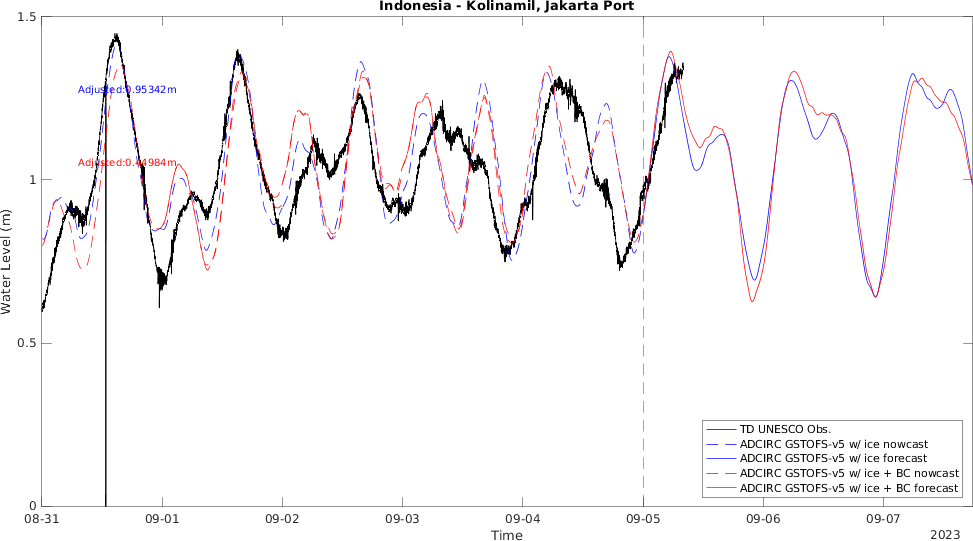 Indonesia - Kolinamil, Jakarta Port
1.5
Adjusted:0.95342m
Adjusted:0.44984m
1
Water Level (m)
0.5
TD UNESCO Obs.
ADCIRC GSTOFS-v5 w/ ice nowcast
ADCIRC GSTOFS-v5 w/ ice forecast
ADCIRC GSTOFS-v5 w/ ice + BC nowcast
ADCIRC GSTOFS-v5 w/ ice + BC forecast
0
08-31 09-01 09-02 09-03 09-04 09-05 09-06 09-07
Time
2023